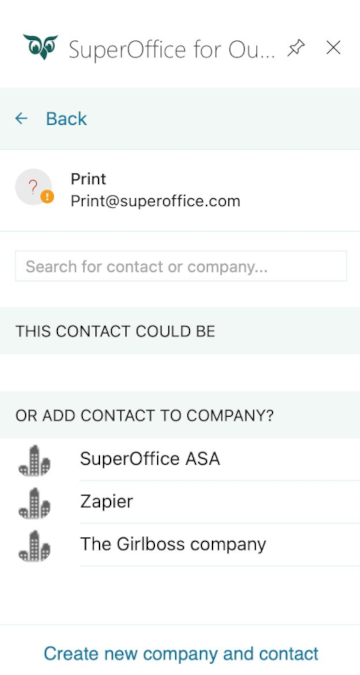 SuperOffice for Ou...
← Back
?
!
Print
Print@superoffice.com
Search for contact or company...
THIS CONTACT COULD BE
OR ADD CONTACT TO COMPANY?
SuperOffice ASA
Zapier
The Girlboss company
Create new company and contact